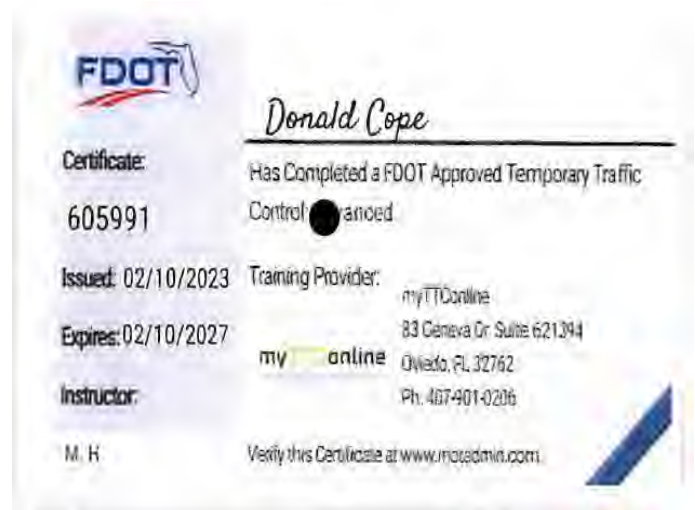 FDOT
Donald Cope
Certificate:
Has Completed a FDOT Approved Temporary Traffic
605991
Control anced
Issued: 02/10/2023
Training Provider:
myTTConline
Expires: 02/10/2027
83 Geneva Dr. Suite 621394
my online
Oviedo, FL 32762
Instructor:
Ph. 407-901-0206
M. H
Verify this Certificate at www.motadmin.com.